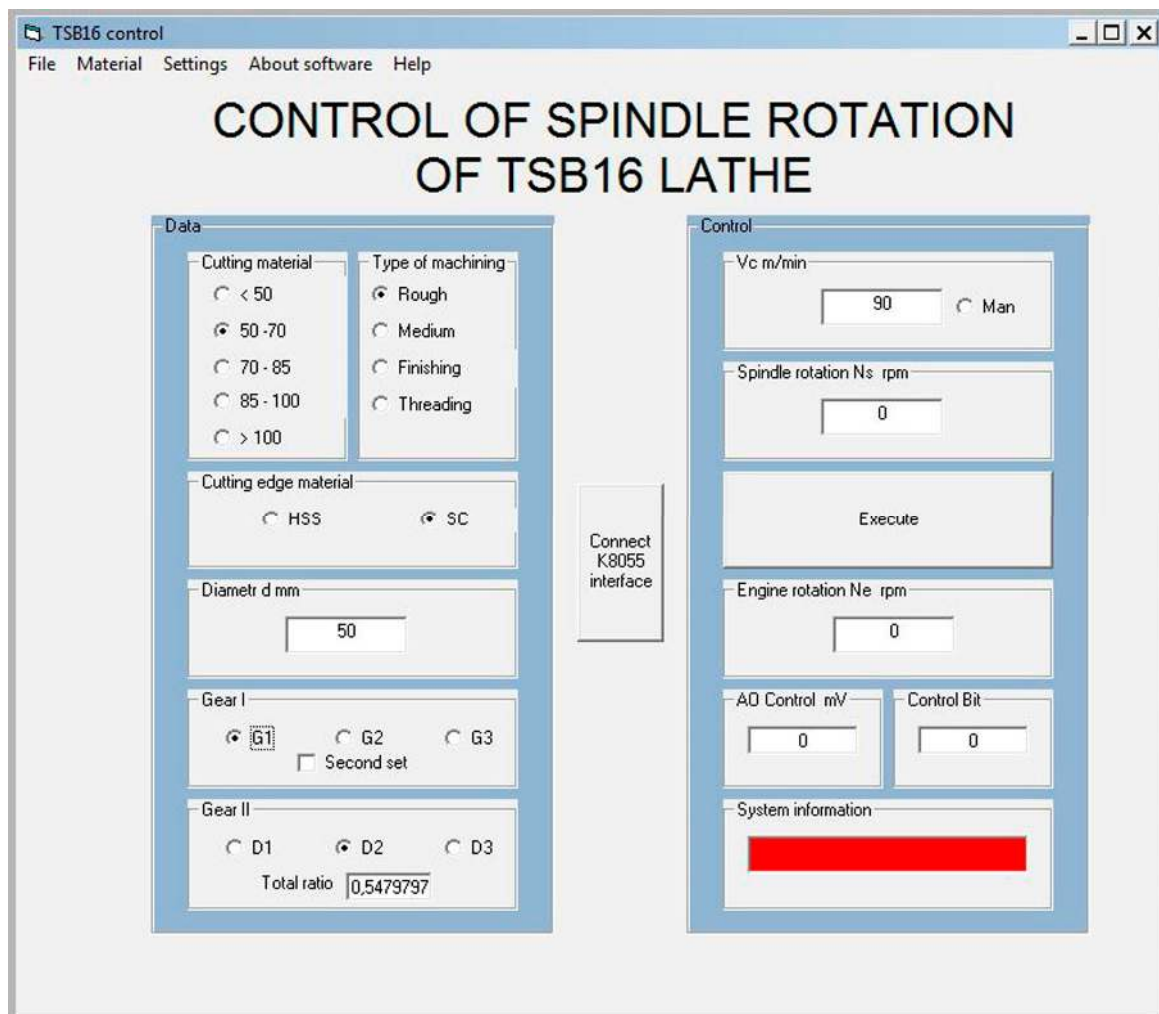 TSB16 control
File Material Settings About software Help
CONTROL OF SPINDLE ROTATION
OF TSB16 LATHE
Data
Cutting material
< 50
50 -70
70 - 85
85 - 100
> 100
Type of machining
Rough
Medium
Finishing
Threading
Cutting edge material
HSS SC
Diametr d mm
50
Gear I
G1 G2 G3
Second set
Gear II
D1 D2 D3
Total ratio 0,5479797
Connect
K8055
interface
Control
Vc m/min
90 Man
Spindle rotation Ns rpm
0
Execute
Engine rotation Ne rpm
0
AO Control mV
0
Control Bit
0
System information